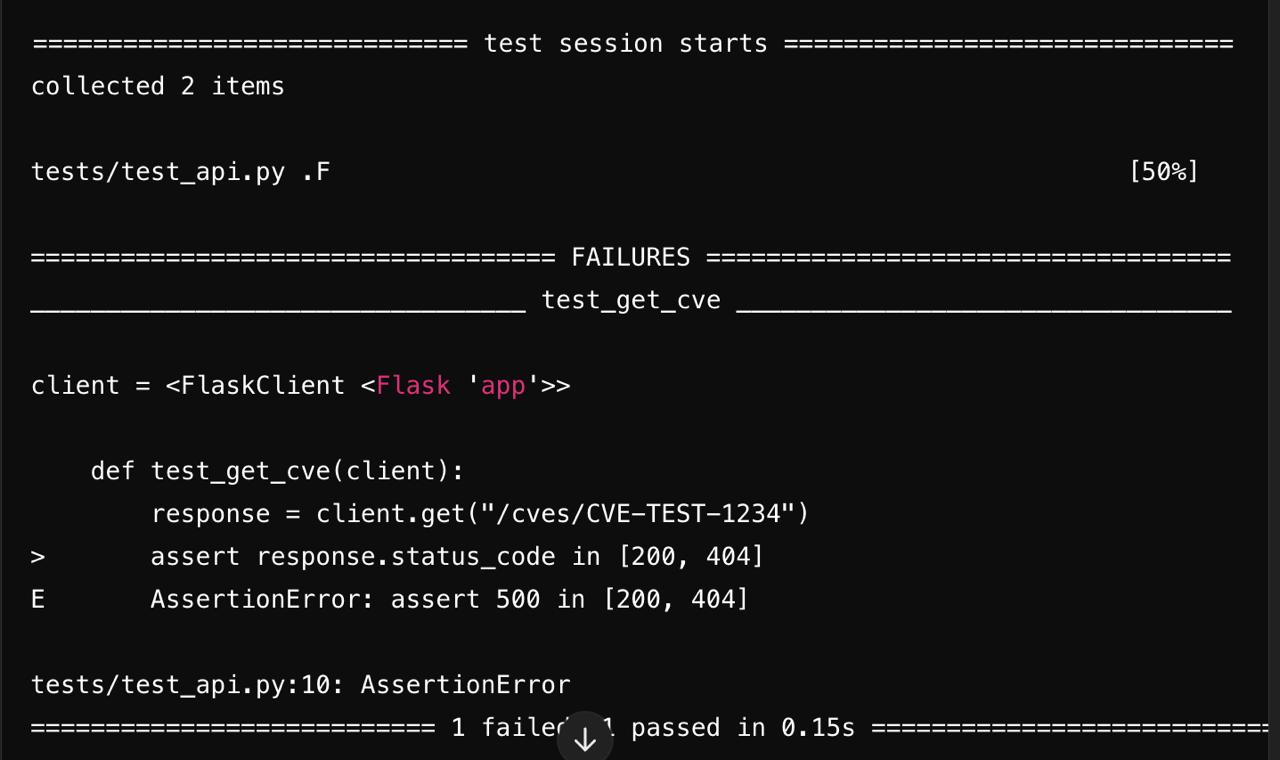 ============================= test session starts ==============================
collected 2 items
tests/test_api.py .F [50%]
=================================== FAILURES ===================================
_________________________________ test_get_cve _________________________________
client = <FlaskClient <Flask 'app'>>
def test_get_cve(client):
response = client.get("/cves/CVE-TEST-1234")
> assert response.status_code in [200, 404]
E AssertionError: assert 500 in [200, 404]
tests/test_api.py:10: AssertionError
=========================== 1 failed 1 passed in 0.15s ===========================